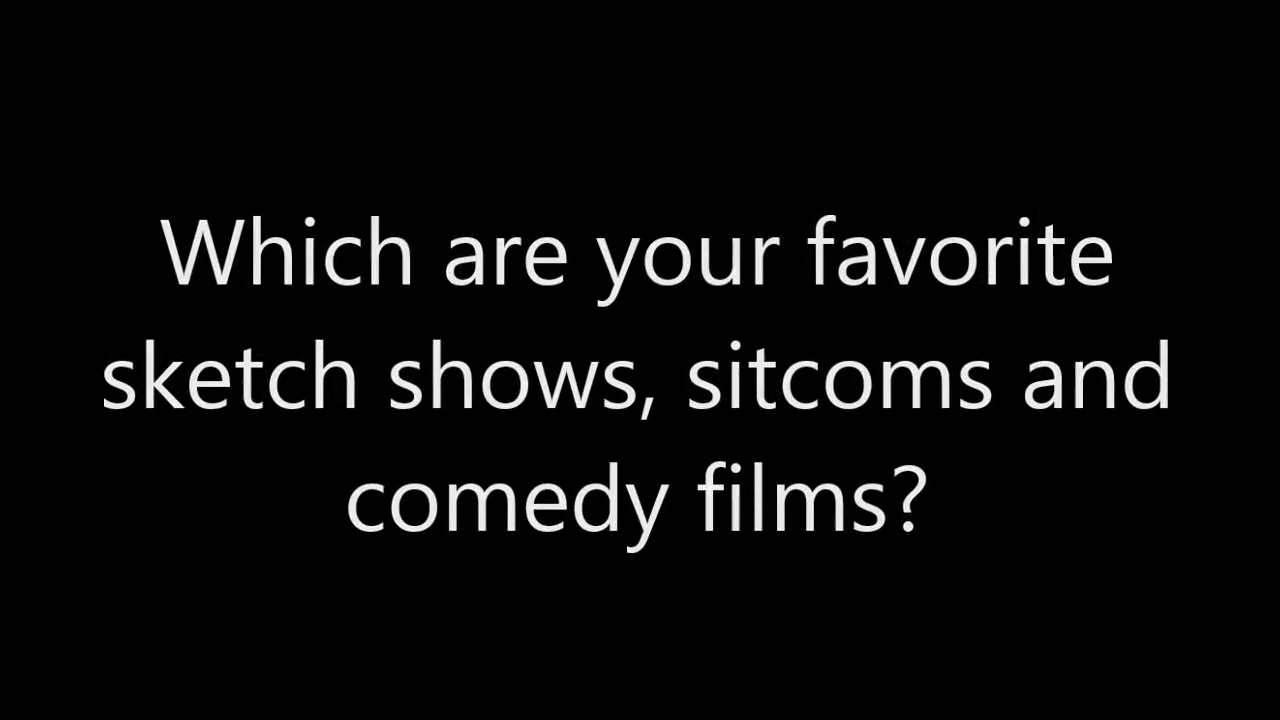 Which are your favorite
sketch shows, sitcoms and
comedy films?